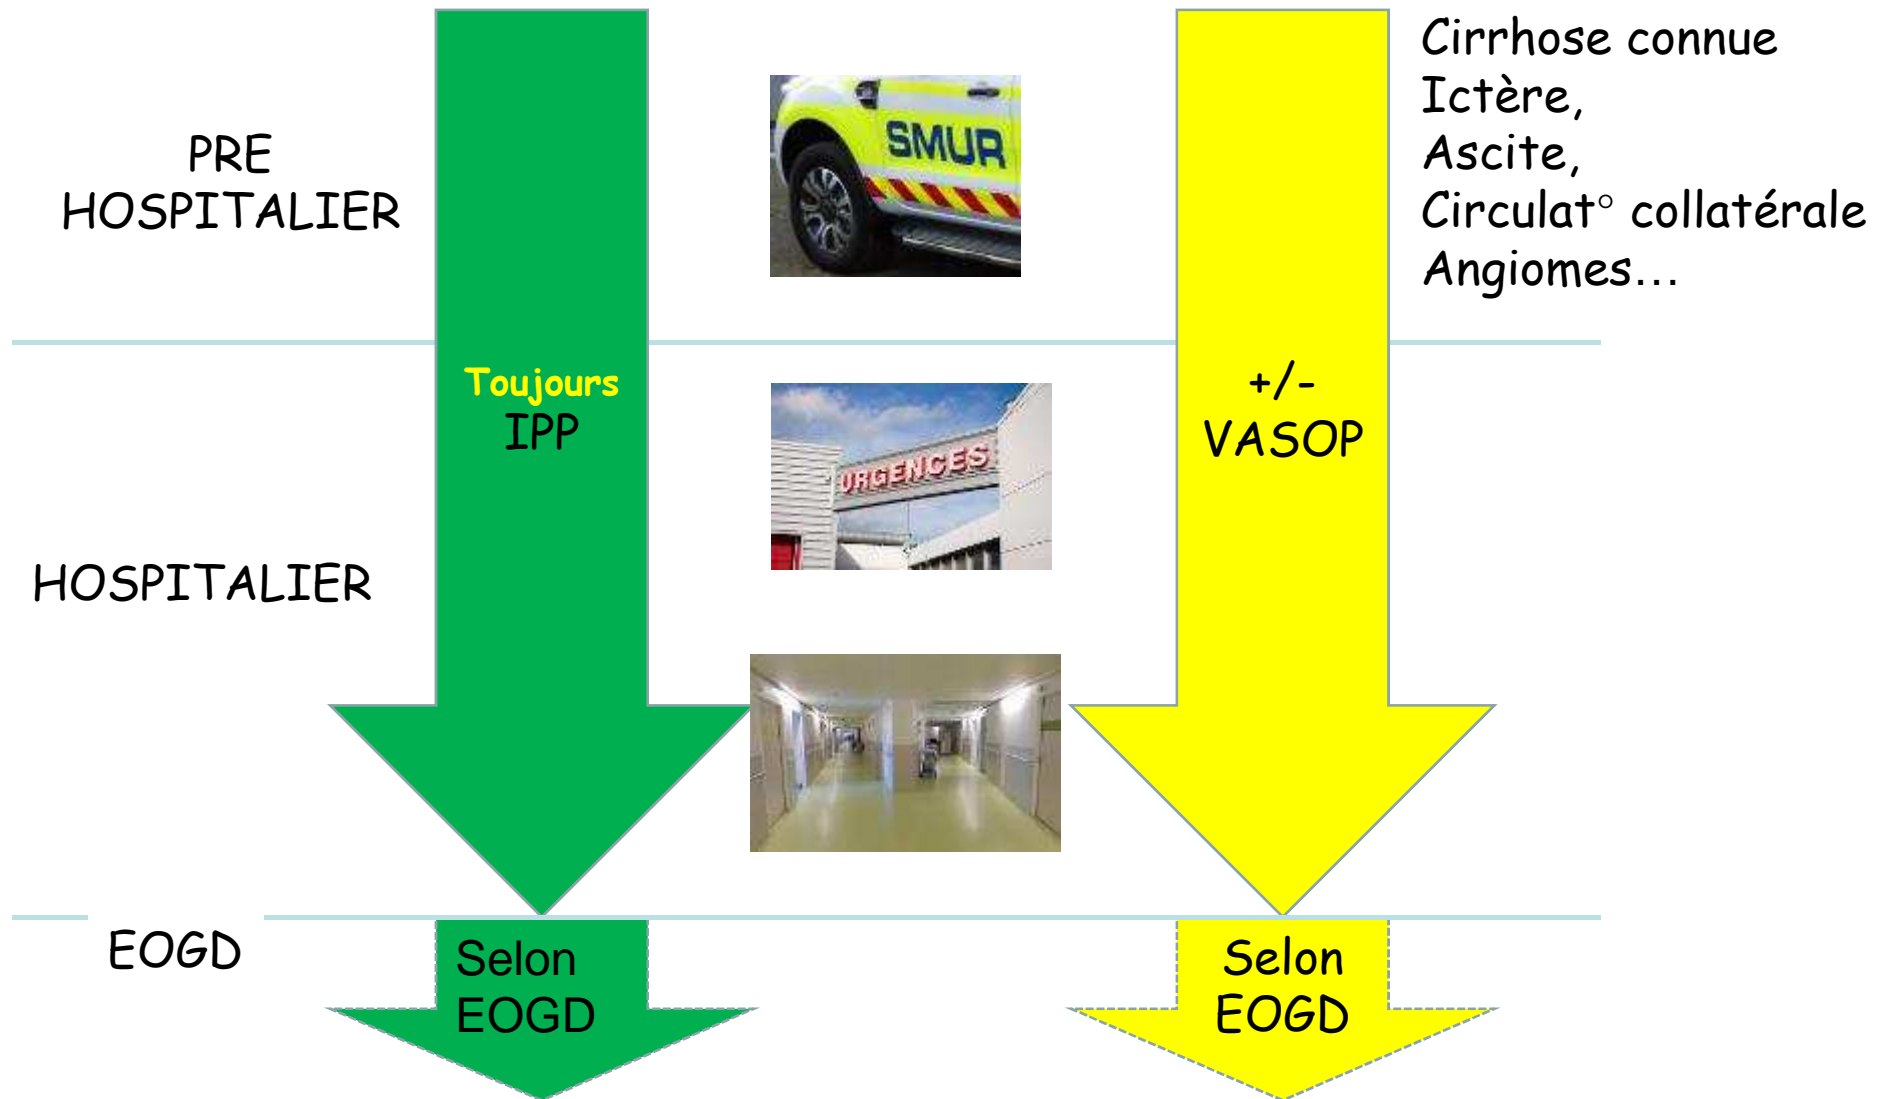 PRE
HOSPITALIER
SMUR
Cirrhose connue
Ictère,
Ascite,
Circulat° collatérale
Angiomes...
Toujours
IPP
URGENCES
+/-
VASOP
HOSPITALIER
EOGD
Selon
EOGD
Selon
EOGD